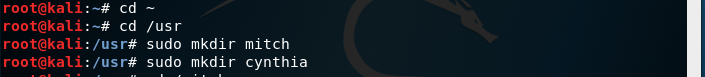 root@kali:~# cd ~
root@kali:~# cd /usr
root@kali:/usr# sudo mkdir mitch
root@kali:/usr# sudo mkdir cynthia